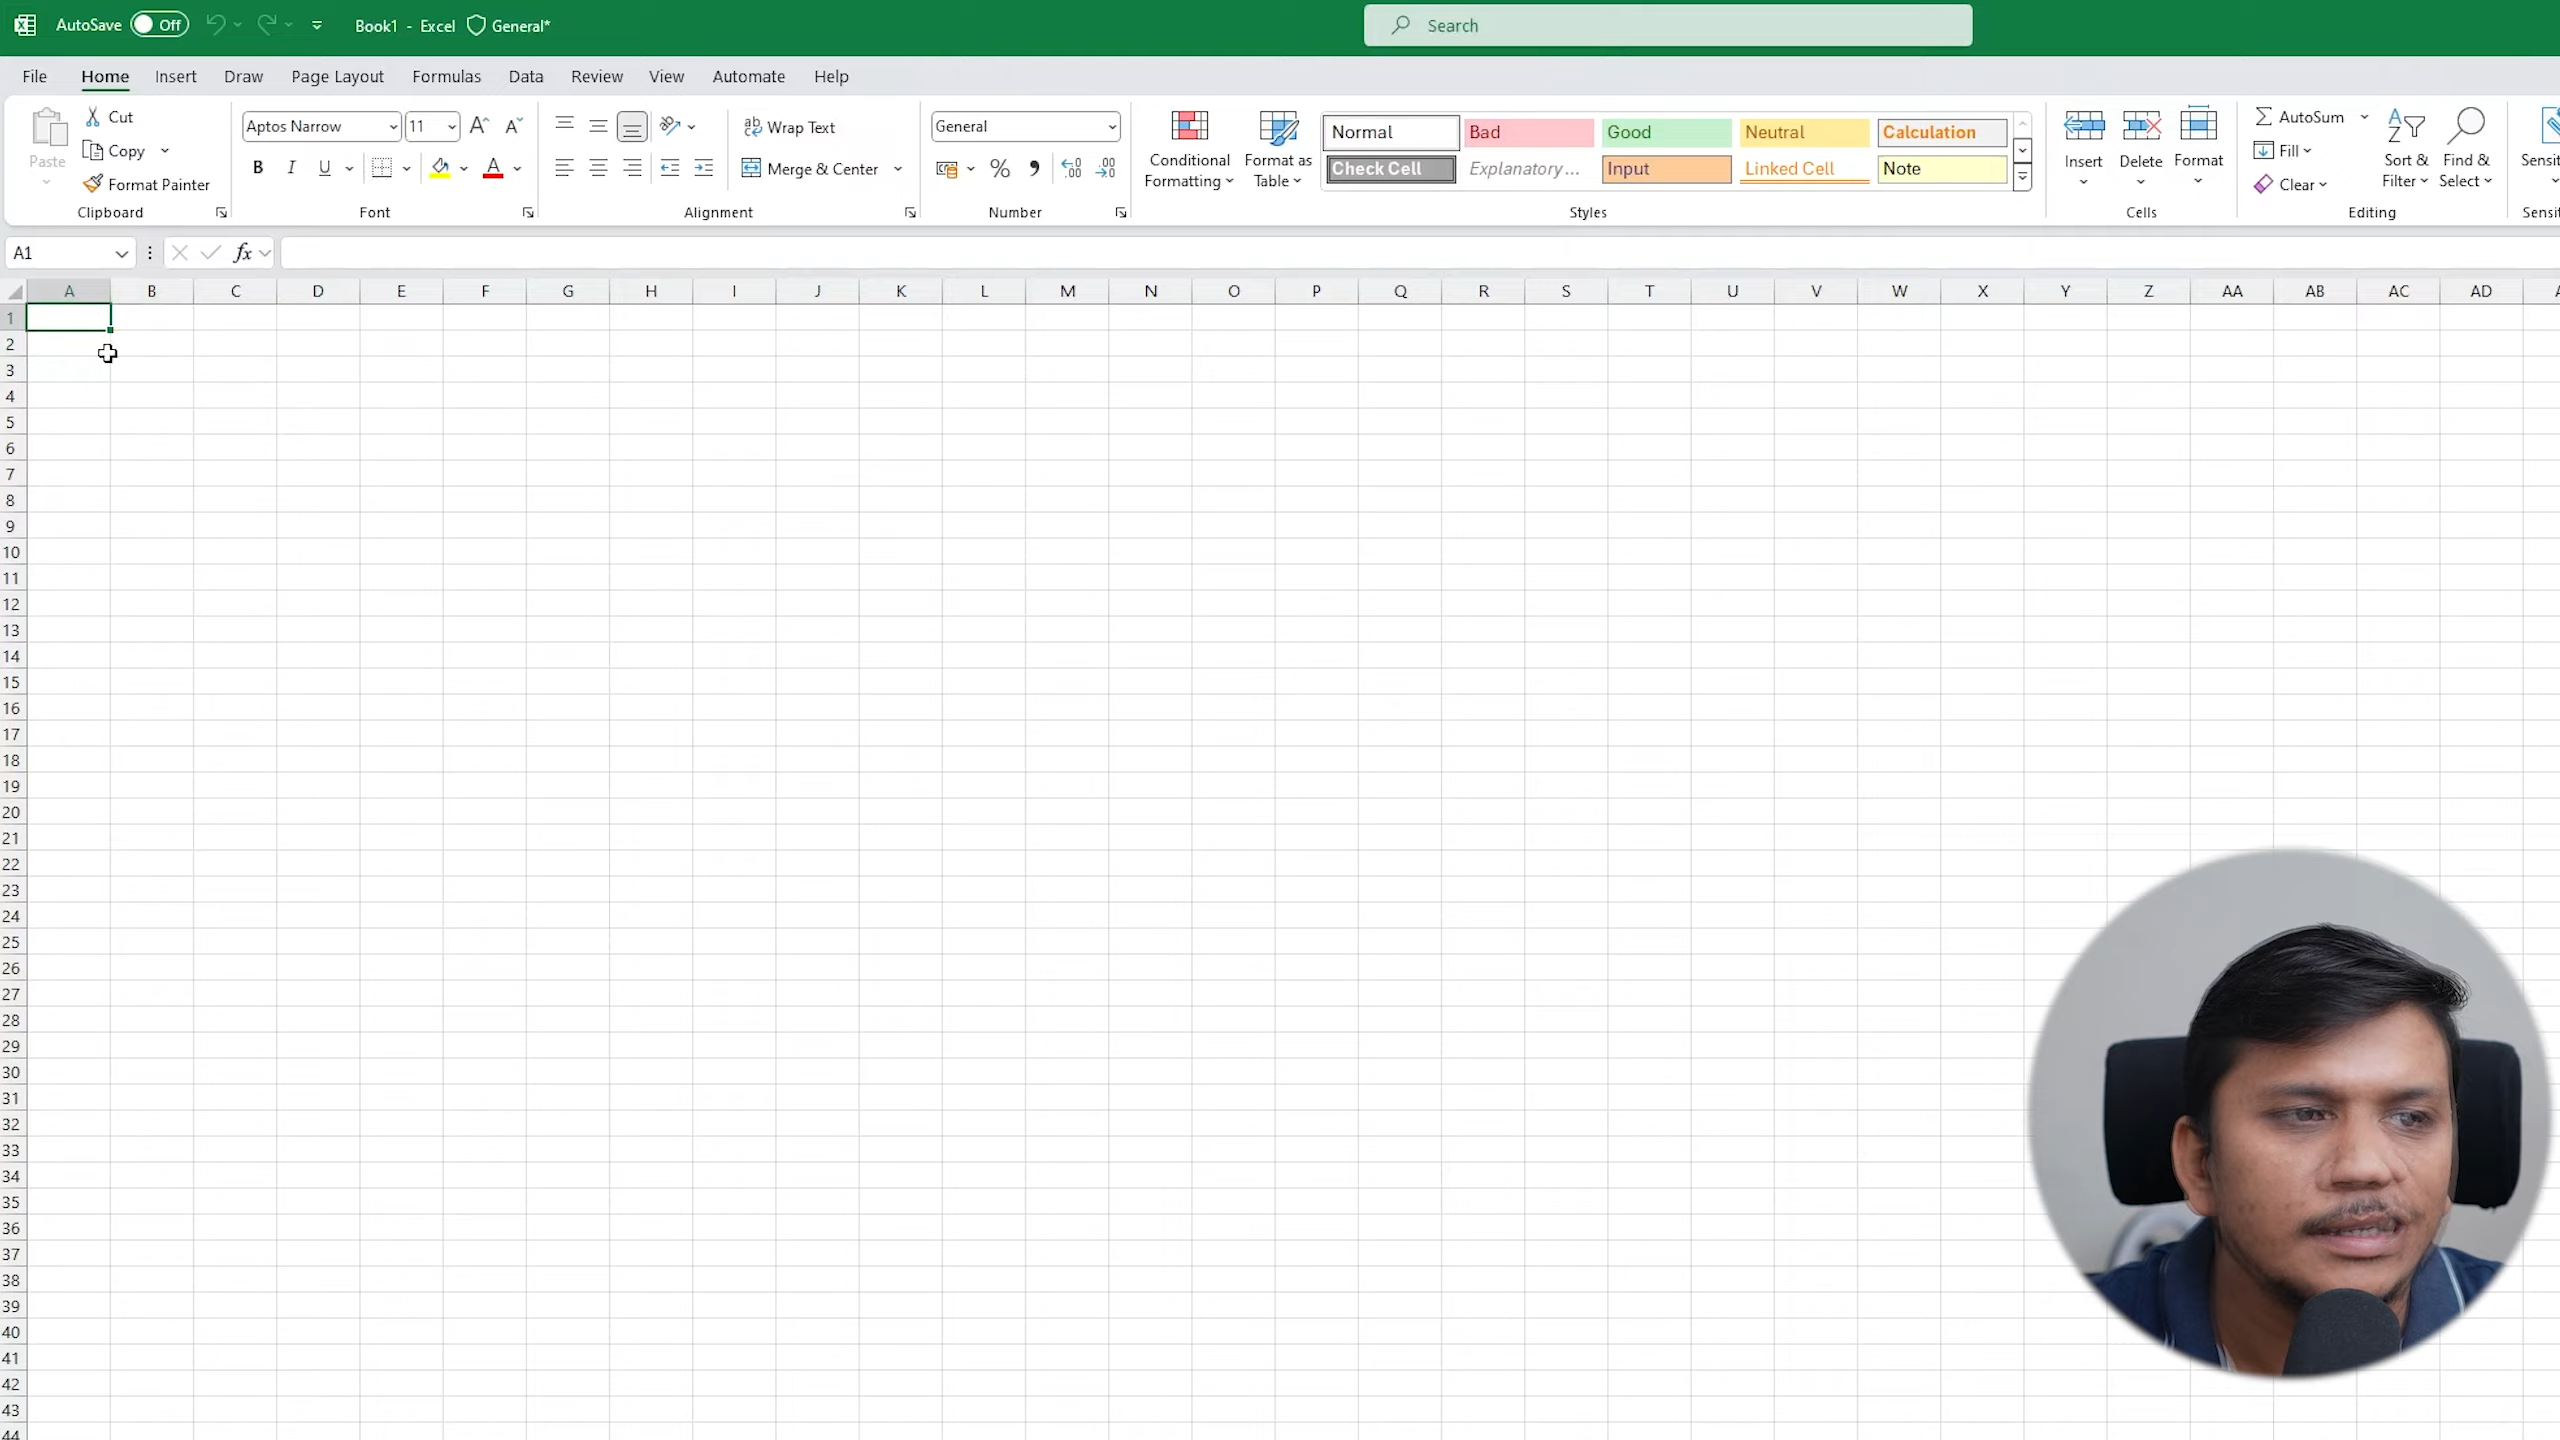 AutoSave Off Book1 - Excel General* Search
File Home Insert Draw Page Layout Formulas Data Review View Automate Help
Paste
Cut
Copy
Format Painter
Clipboard
Aptos Narrow 11
B I U
Font
Wrap Text
Merge & Center
Alignment
General
Number
Conditional
Formatting
Format as
Table
Normal Bad Good Neutral Calculation
Check Cell Explanatory... Input Linked Cell Note
Styles
Insert Delete Format
Cells
AutoSum
Fill
Clear
Sort &
Filter
Find &
Select
Editing
Sensit
Sensit
A1 fx
A B C D E F G H I J K L M N O P Q R S T U V W X Y Z AA AB AC AD
1
2
3
4
5
6
7
8
9
10
11
12
13
14
15
16
17
18
19
20
21
22
23
24
25
26
27
28
29
30
31
32
33
34
35
36
37
38
39
40
41
42
43
44